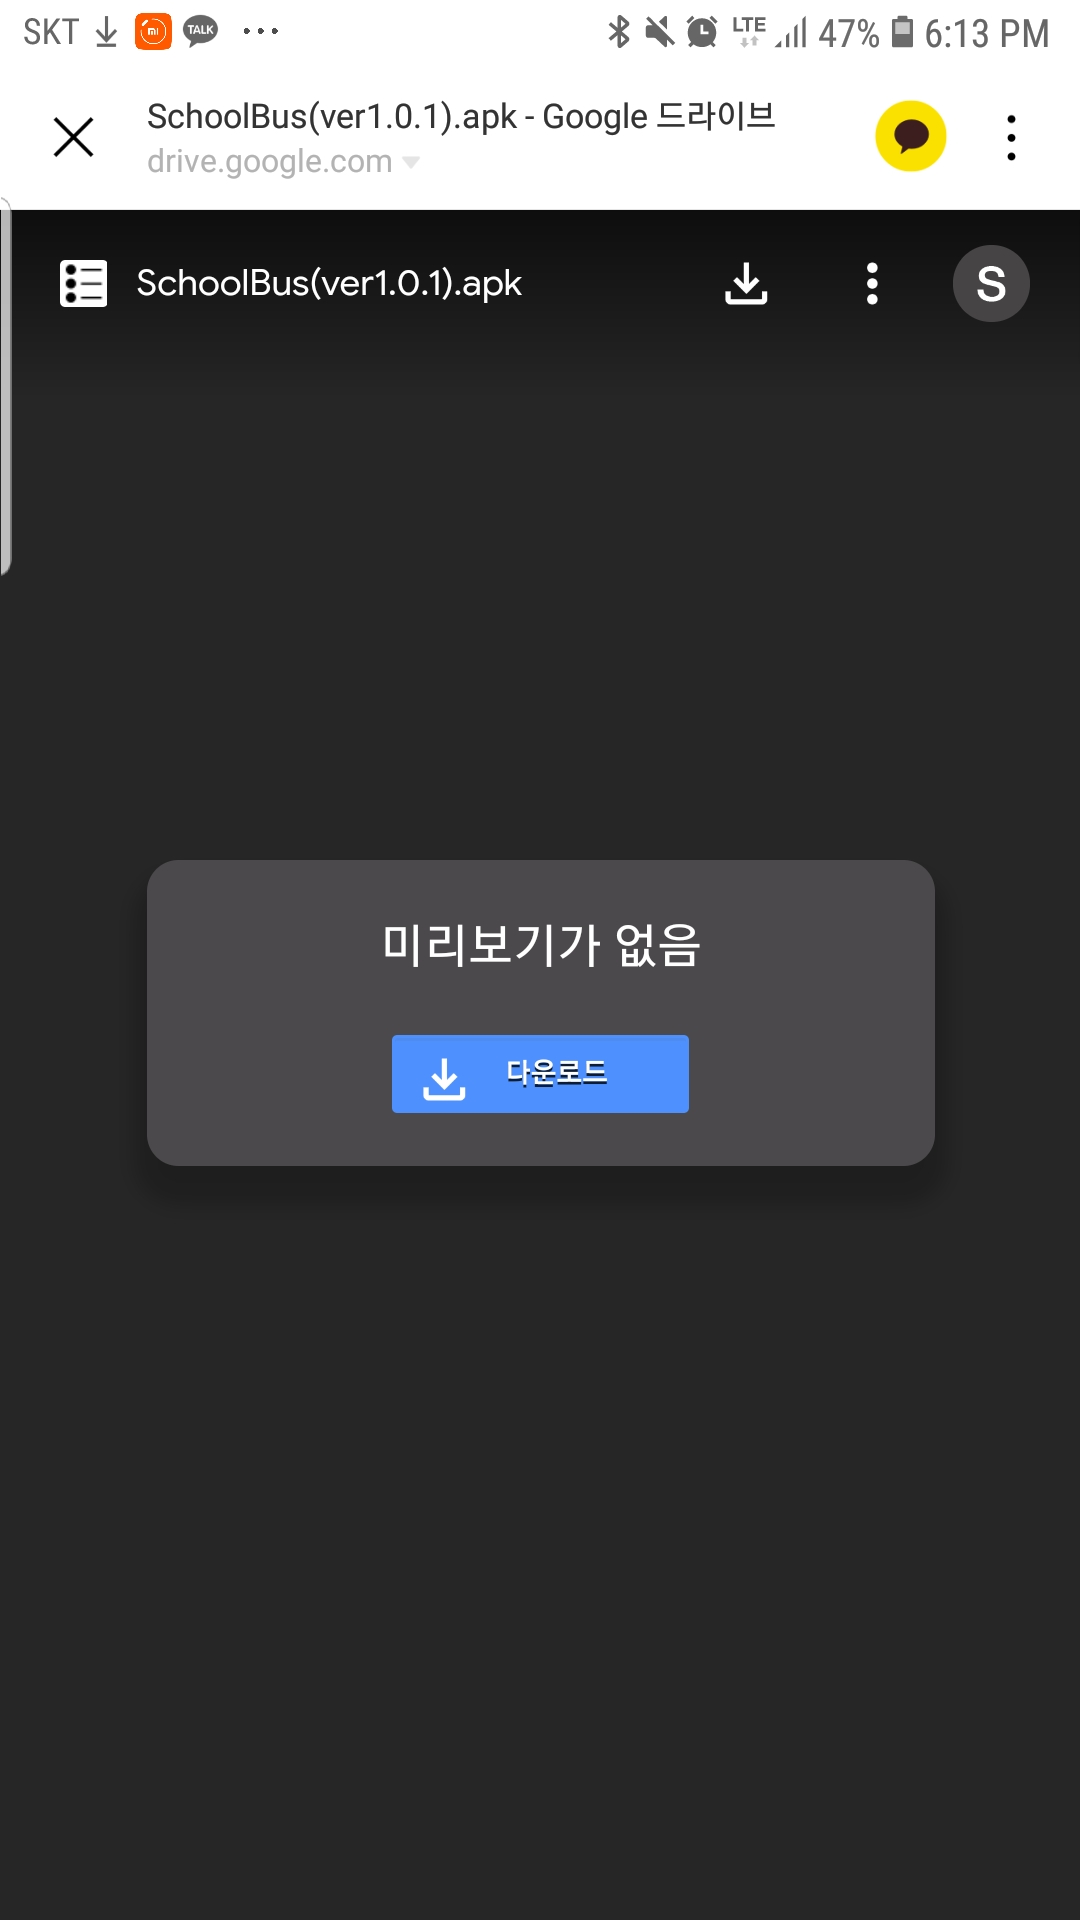 SKT TALK LTE 47% 6:13 PM
SchoolBus(ver1.0.1).apk - Google 드라이브
drive.google.com
SchoolBus(ver1.0.1).apk S
미리보기가 없음
다운로드